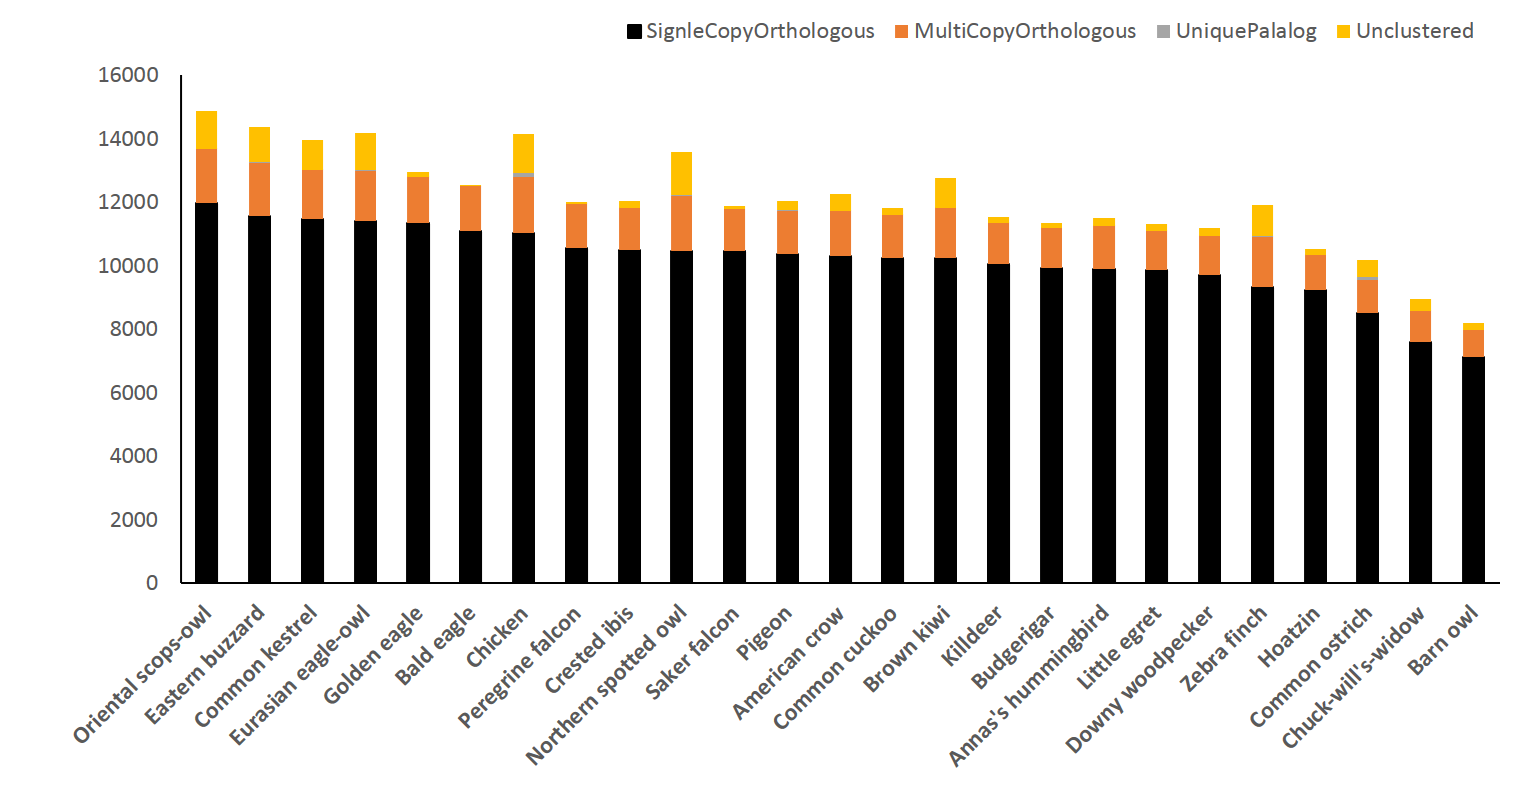 SignleCopyOrthologous MultiCopyOrthologous UniquePalalog Unclustered
16000
14000
12000
10000
8000
6000
4000
2000
0
Oriental scops-owl
Eastern buzzard
Common kestrel
Eurasian eagle-owl
Golden eagle
Bald eagle
Chicken
Peregrine falcon
Crested ibis
Northern spotted owl
Saker falcon
Pigeon
American crow
Common cuckoo
Brown kiwi
Killdeer
Budgerigar
Annas's hummingbird
Little egret
Downy woodpecker
Zebra finch
Hoatzin
Common ostrich
Chuck-will's-widow
Barn owl